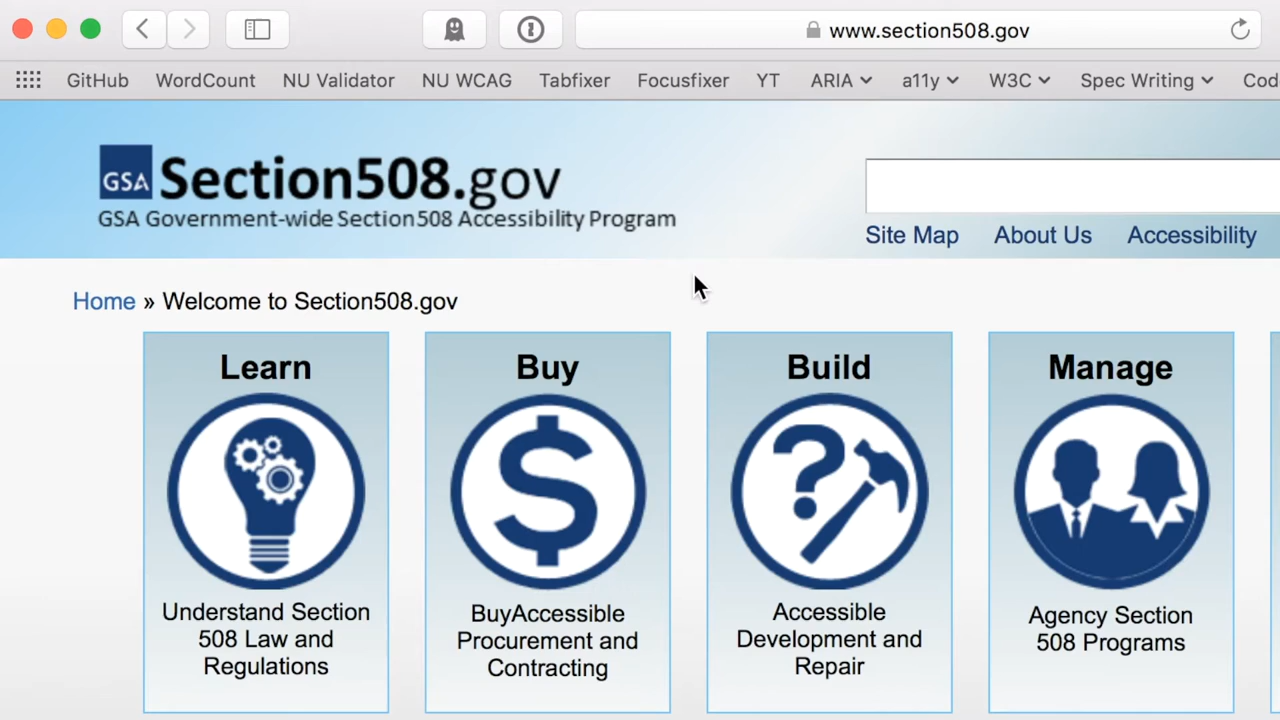 www.section508.gov
GitHub WordCount NU Validator NU WCAG Tabfixer Focusfixer YT ARIA a11y W3C Spec Writing
GSA Section508.gov
GSA Government-wide Section 508 Accessibility Program
Site Map About Us Accessibility
Home » Welcome to Section508.gov
Learn
Understand Section
508 Law and
Regulations
Buy
BuyAccessible
Procurement and
Contracting
Build
Accessible
Development and
Repair
Manage
Agency Section
508 Programs